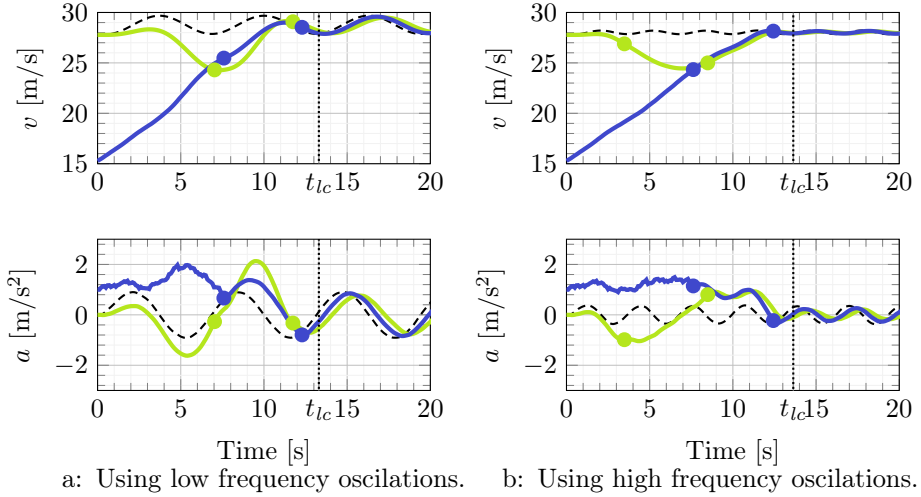 30
25
20
15
v [m/s]
0 5 10 t_lc 15 20
30
25
20
15
v [m/s]
0 5 10 t_lc 15 20
2
0
−2
a [m/s²]
0 5 10 t_lc 15 20
Time [s]
2
0
−2
a [m/s²]
0 5 10 t_lc 15 20
Time [s]
a: Using low frequency oscilations.
b: Using high frequency oscilations.